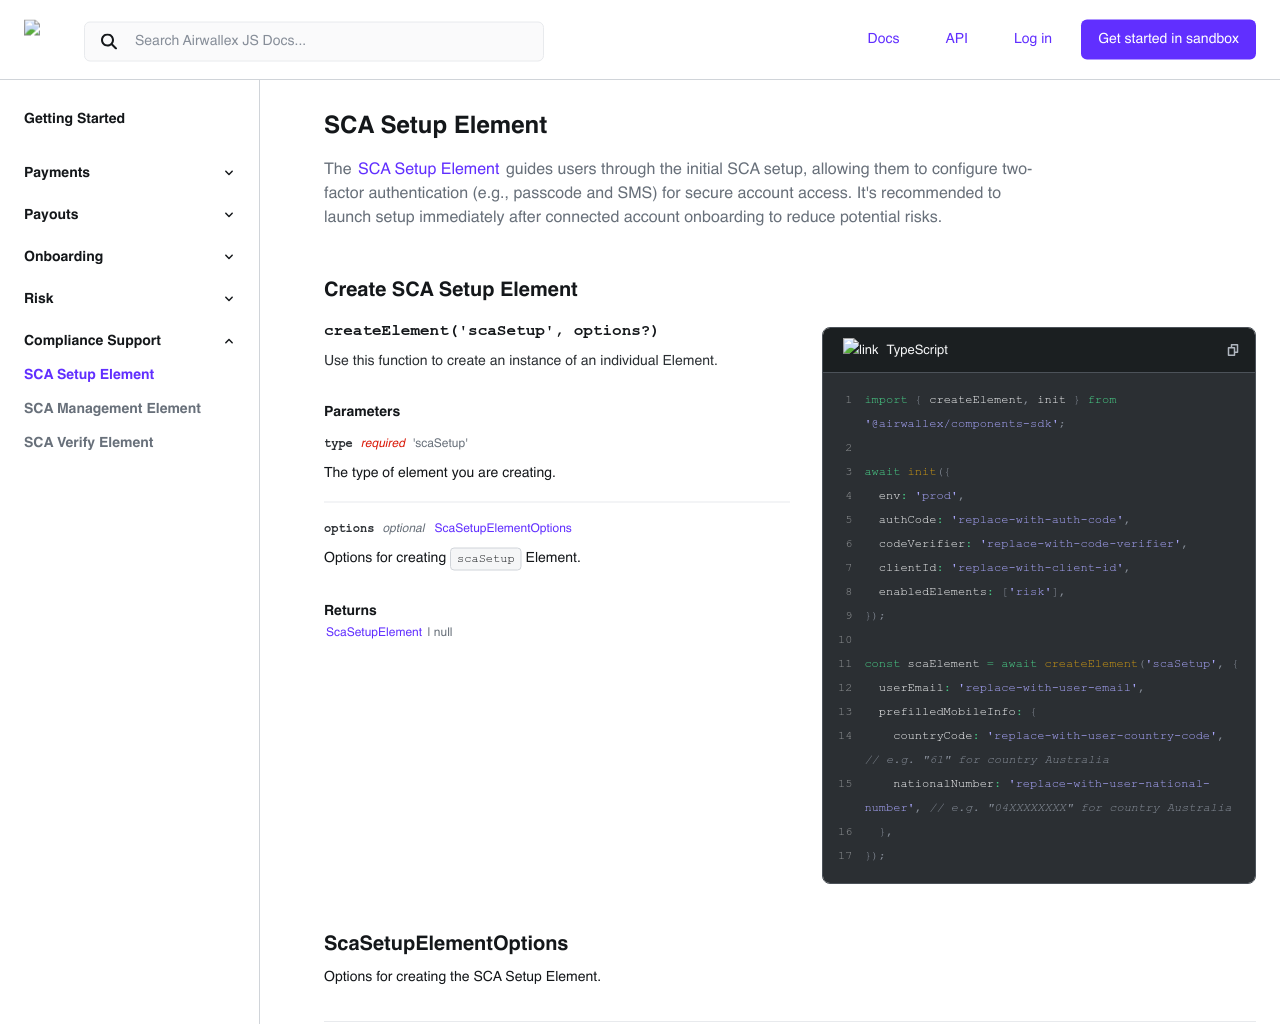 Search Airwallex JS Docs...
Docs
API
Log in
Get started in sandbox
Getting Started
Payments
Payouts
Onboarding
Risk
Compliance Support
SCA Setup Element
SCA Management Element
SCA Verify Element
SCA Setup Element
The SCA Setup Element guides users through the initial SCA setup, allowing them to configure two-
factor authentication (e.g., passcode and SMS) for secure account access. It's recommended to
launch setup immediately after connected account onboarding to reduce potential risks.
Create SCA Setup Element
createElement('scaSetup', options?)
Use this function to create an instance of an individual Element.
Parameters
type required 'scaSetup'
The type of element you are creating.
options optional ScaSetupElementOptions
Options for creating scaSetup Element.
Returns
ScaSetupElement | null
link TypeScript
1 import { createElement, init } from
'@airwallex/components-sdk';
2
3 await init({
4 env: 'prod',
5 authCode: 'replace-with-auth-code',
6 codeVerifier: 'replace-with-code-verifier',
7 clientId: 'replace-with-client-id',
8 enabledElements: ['risk'],
9 });
10
11 const scaElement = await createElement('scaSetup', {
12 userEmail: 'replace-with-user-email',
13 prefilledMobileInfo: {
14 countryCode: 'replace-with-user-country-code',
// e.g. "61" for country Australia
15 nationalNumber: 'replace-with-user-national-
number', // e.g. "04XXXXXXXX" for country Australia
16 },
17 });
ScaSetupElementOptions
Options for creating the SCA Setup Element.